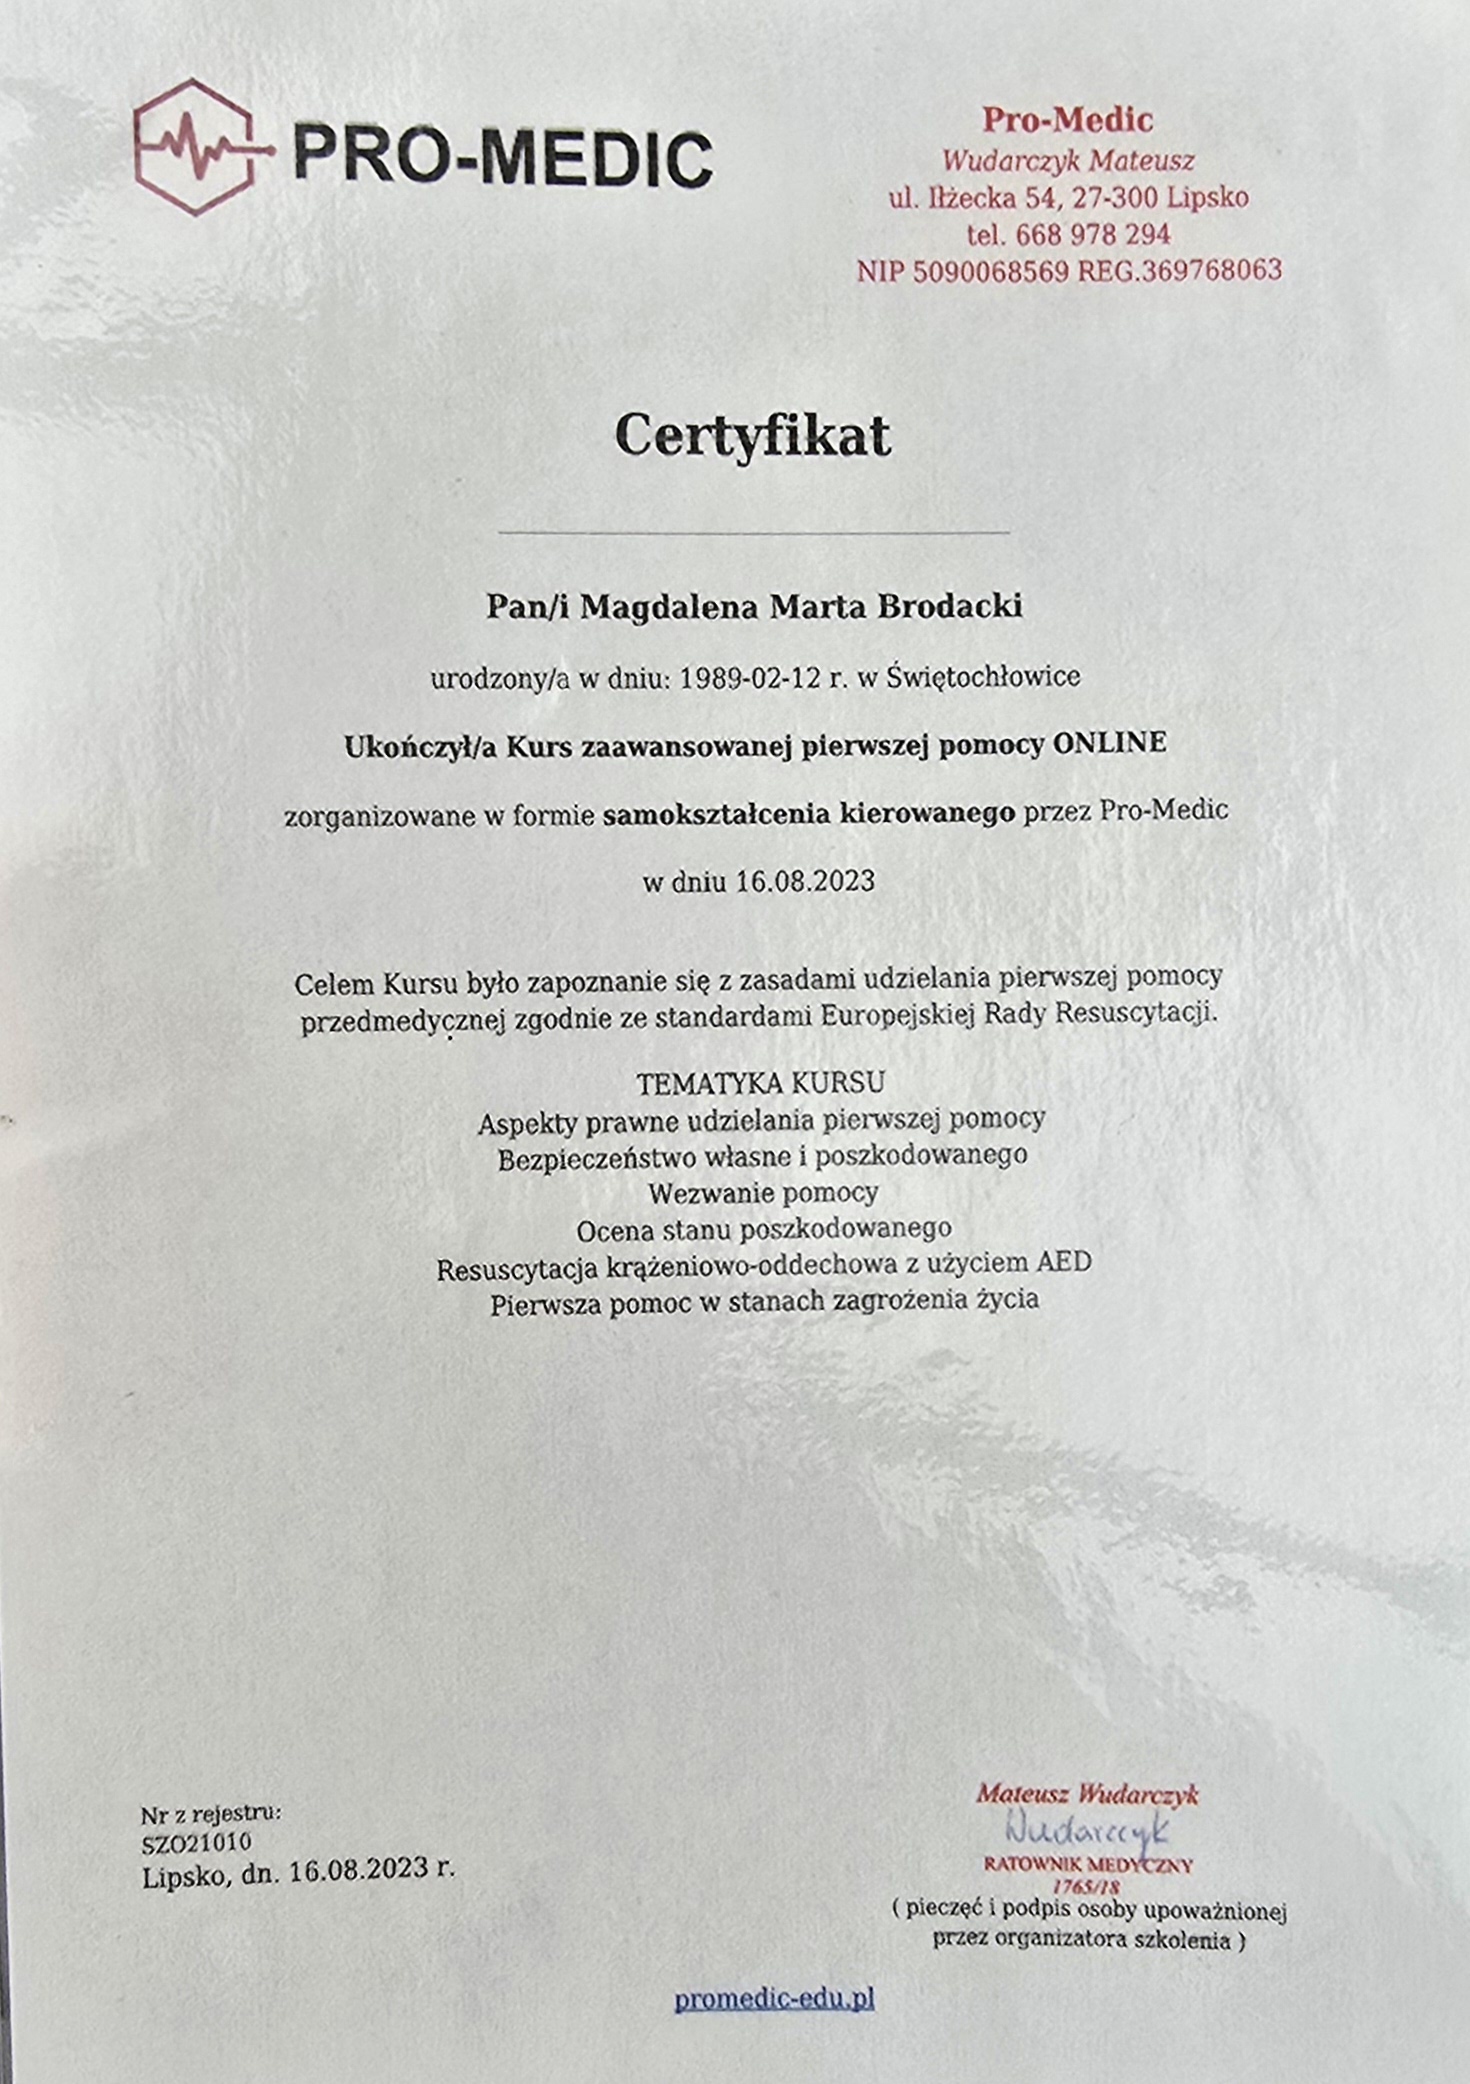 PRO-MEDIC
Pro-Medic
Wudarczyk Mateusz
ul. Iłżecka 54, 27-300 Lipsko
tel. 668 978 294
NIP 5090068569 REG.369768063
Certyfikat
Pan/i Magdalena Marta Brodacki
urodzony/a w dniu: 1989-02-12 r. w Świętochłowice
Ukończył/a Kurs zaawansowanej pierwszej pomocy ONLINE
zorganizowane w formie samokształcenia kierowanego przez Pro-Medic
w dniu 16.08.2023
Celem Kursu było zapoznanie się z zasadami udzielania pierwszej pomocy
przedmedycznej zgodnie ze standardami Europejskiej Rady Resuscytacji.
TEMATYKA KURSU
Aspekty prawne udzielania pierwszej pomocy
Bezpieczeństwo własne i poszkodowanego
Wezwanie pomocy
Ocena stanu poszkodowanego
Resuscytacja krążeniowo-oddechowa z użyciem AED
Pierwsza pomoc w stanach zagrożenia życia
Nr z rejestru:
SZO21010
Lipsko, dn. 16.08.2023 r.
Mateusz Wudarczyk
Wudarczyk
RATOWNIK MEDYCZNY
1765/18
( pieczęć i podpis osoby upoważnionej
przez organizatora szkolenia )
promedic-edu.pl